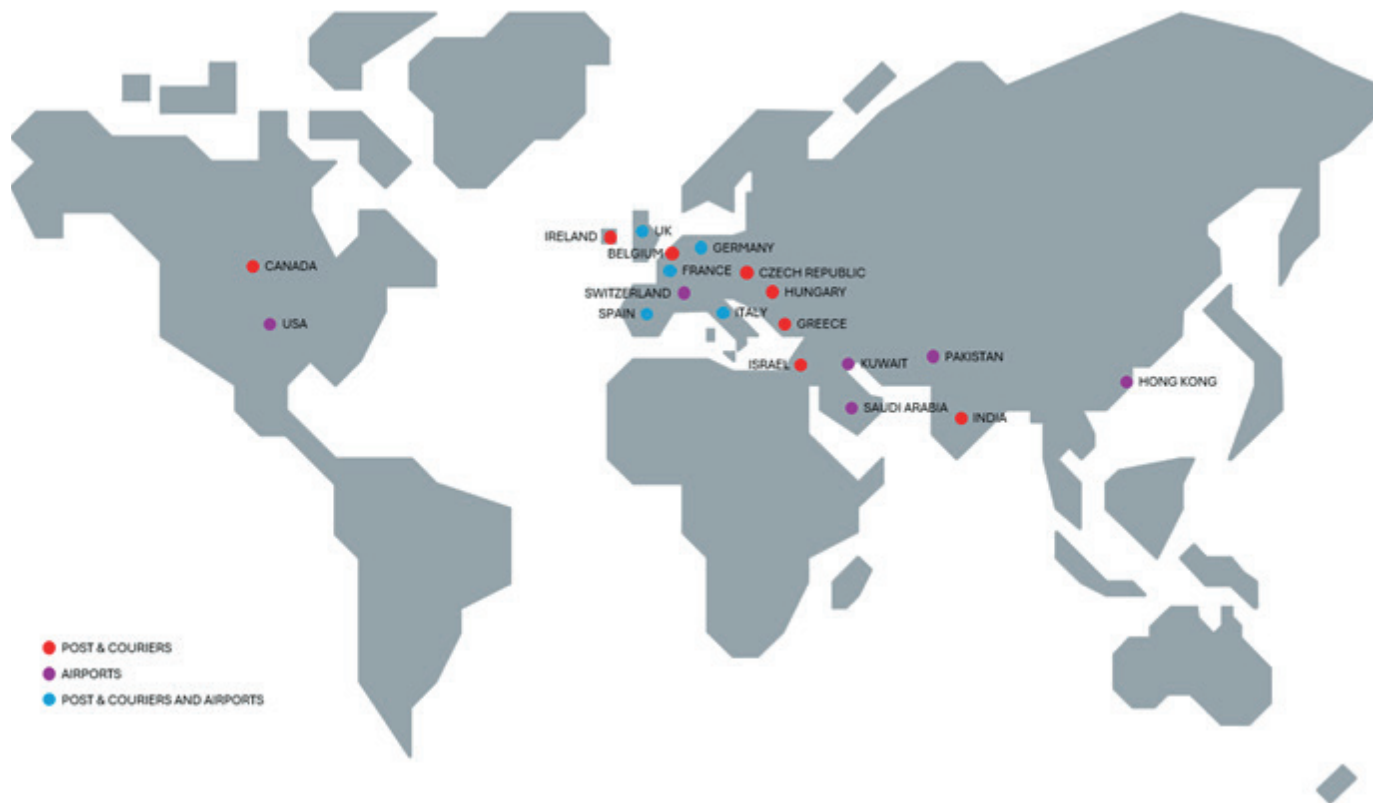 IRELAND
UK
BELGIUM
GERMANY
CANADA
FRANCE
CZECH REPUBLIC
SWITZERLAND
HUNGARY
SPAIN
ITALY
USA
GREECE
ISRAEL
KUWAIT
PAKISTAN
HONG KONG
SAUDI ARABIA
INDIA
POST & COURIERS
AIRPORTS
POST & COURIERS AND AIRPORTS